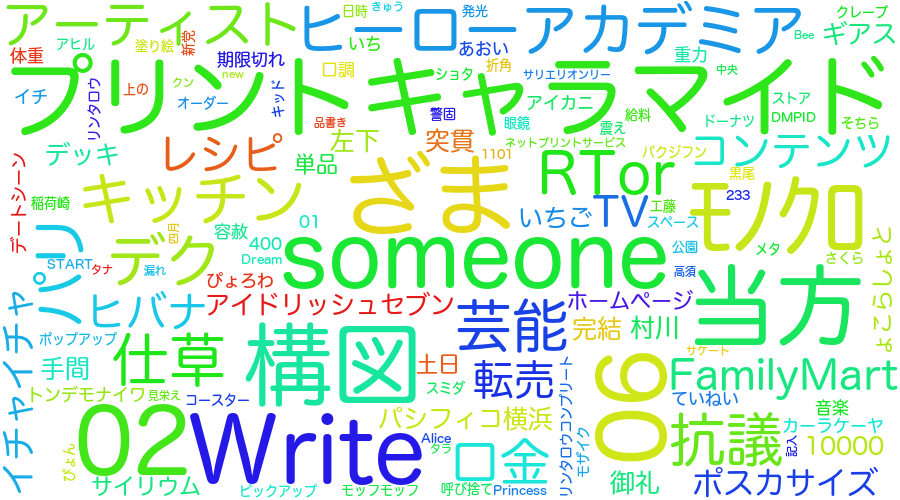 アーティスト
ヒーローアカデミア
日時
きゅう
発光
クレープ
ギアス
Bee
体重
アヒル
塗り絵
新完
期限切れ
いち
あおい
重力
プリントキャラマイド
イチ
リンタロウ
上の
クン
new
口調
ショタ
折角
サリエリオンリー
中央
オーダー
キッド
警固
アイカニ
給料
ストア
DMPID
ドーナツ
そちら
品書き
眼鏡
震え
デッキ
レシピ
左下
突貫
ネットプリントサービス
コンテンツ
単品
1101
バクジフン
デートシーン
キッチン
ざま
RTor
黒尾
233
モノクロ
稲荷崎
容赦
01
いちご
TV
工藤
スペース
パリ
デク
四月
400
Dream
someone
公園
メタ
さくら
START
タナ
漏れ
高須
当方
よこらしょと
ぴょろわ
ヒバナ
アイドリッシュセブン
ホームページ
イチャイチャ
ポップアップ
仕草
構図
芸能
完結
村川
手間
土日
転売
サケート
06
FamilyMart
トンデモナイワ
見栄え
コースター
スミダ
ていねい
02
Write
パシフィコ横浜
リンタロウコンプリート
抗議
音楽
カーラケーヤ
ぴょん
Alice
タラ
口金
モザイク
記入
10000
サイリウム
ピックアップ
モッフモッフ
呼び捨て
Princess
御礼
ポスカサイズ